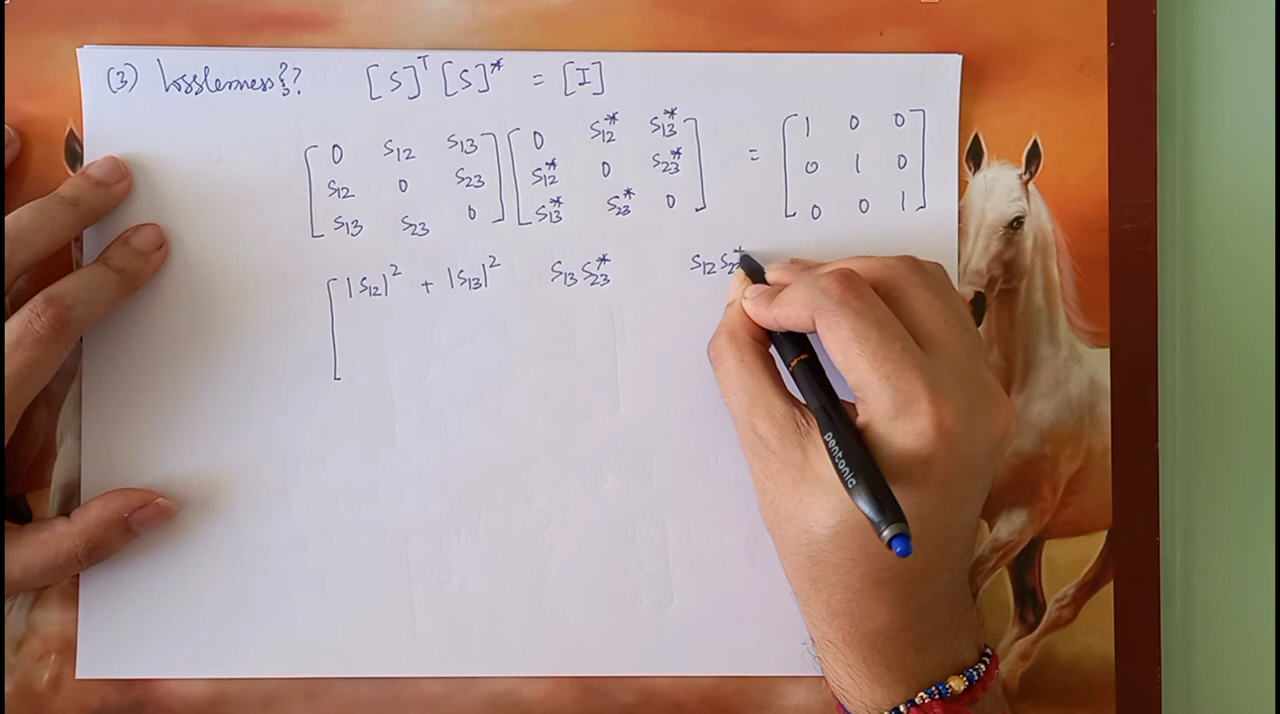 (3) Losslessness?? [S]ᵀ [S]* = [I]
[0 S12 S13] [0 S12* S13*] = [1 0 0]
[S12 0 S23] [S12* 0 S23*] [0 1 0]
[S13 S23 0] [S13* S23* 0] [0 0 1]
[|S12|² + |S13|² S13 S23* S12 S2*
pentonic